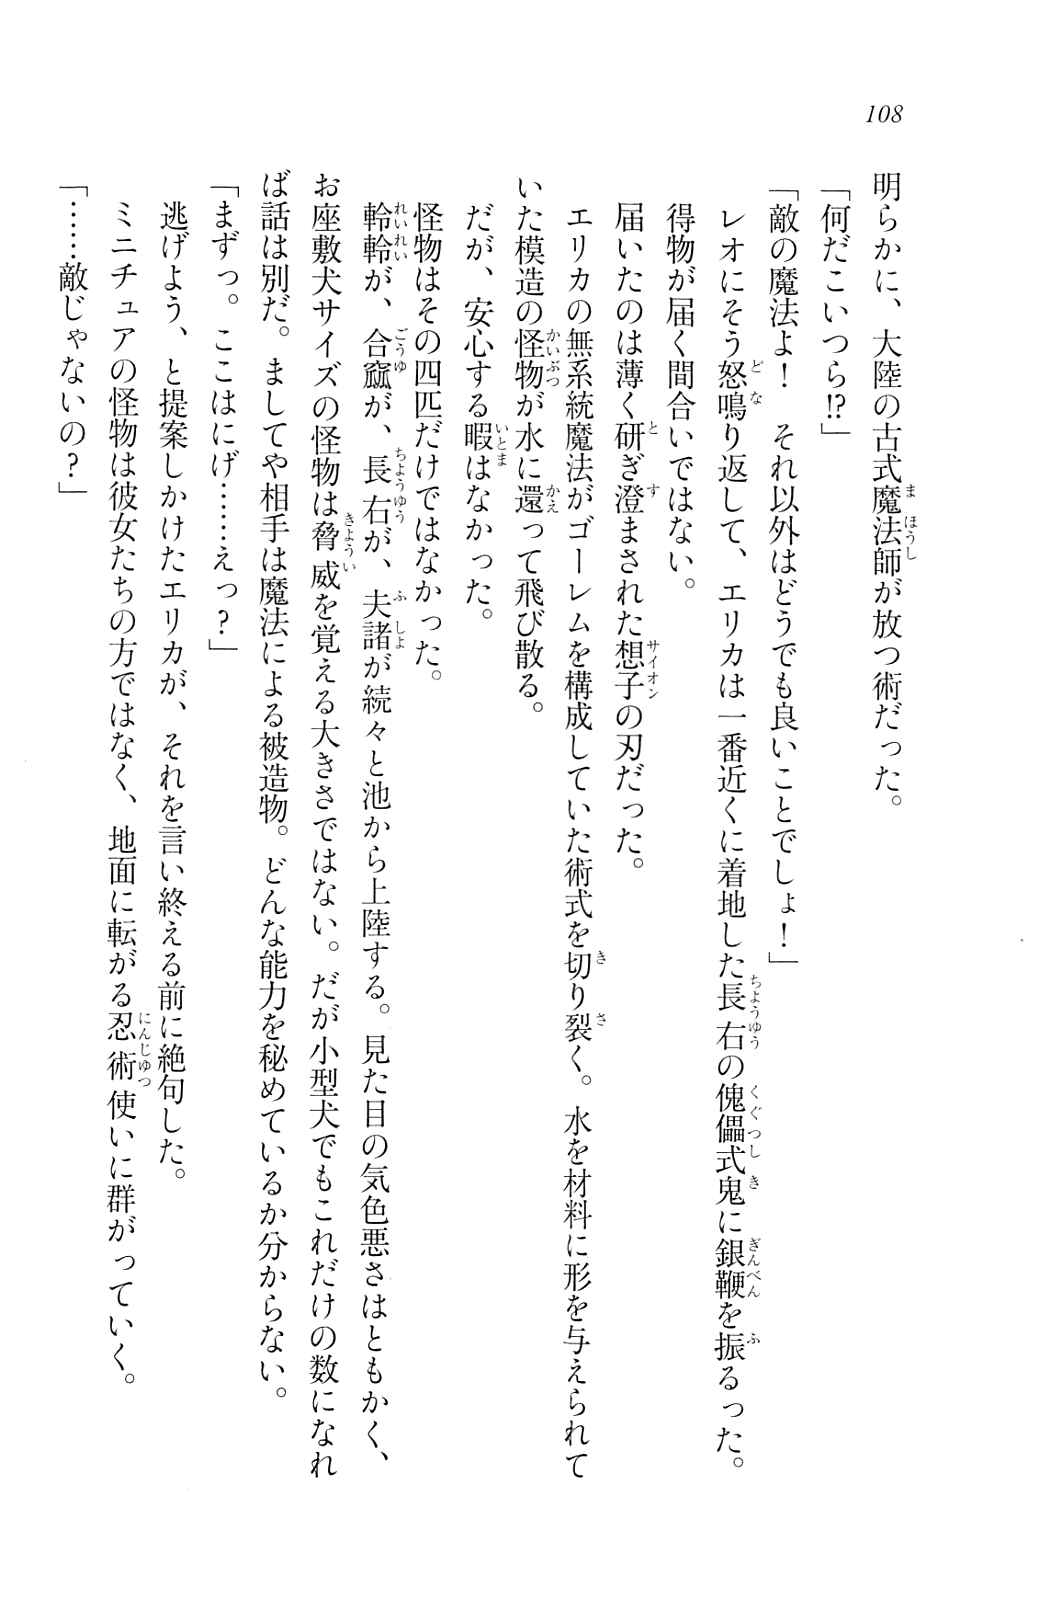 108
明らかに、大陸の古式魔法師が放つ術だった。
「何だこいつら!?」
「敵の魔法よ！　それ以外はどうでも良いことでしょ！」
レオにそう怒鳴り返して、エリカは一番近くに着地した長右の傀儡式鬼に銀鞭を振るった。
得物が届く間合いではない。
届いたのは薄く研ぎ澄まされた想子の刃だった。
エリカの無系統魔法がゴーレムを構成していた術式を切り裂く。水を材料に形を与えられて
いた模造の怪物が水に還って飛び散る。
だが、安心する暇はなかった。
怪物はその四匹だけではなかった。
軨軨が、合窳が、長右が、夫諸が続々と池から上陸する。見た目の気色悪さはともかく、
お座敷犬サイズの怪物は脅威を覚える大きさではない。だが小型犬でもこれだけの数になれ
ば話は別だ。ましてや相手は魔法による被造物。どんな能力を秘めているか分からない。
「まずっ。ここはにげ……えっ？」
逃げよう、と提案しかけたエリカが、それを言い終える前に絶句した。
ミニチュアの怪物は彼女たちの方ではなく、地面に転がる忍術使いに群がっていく。
「……敵じゃないの？」